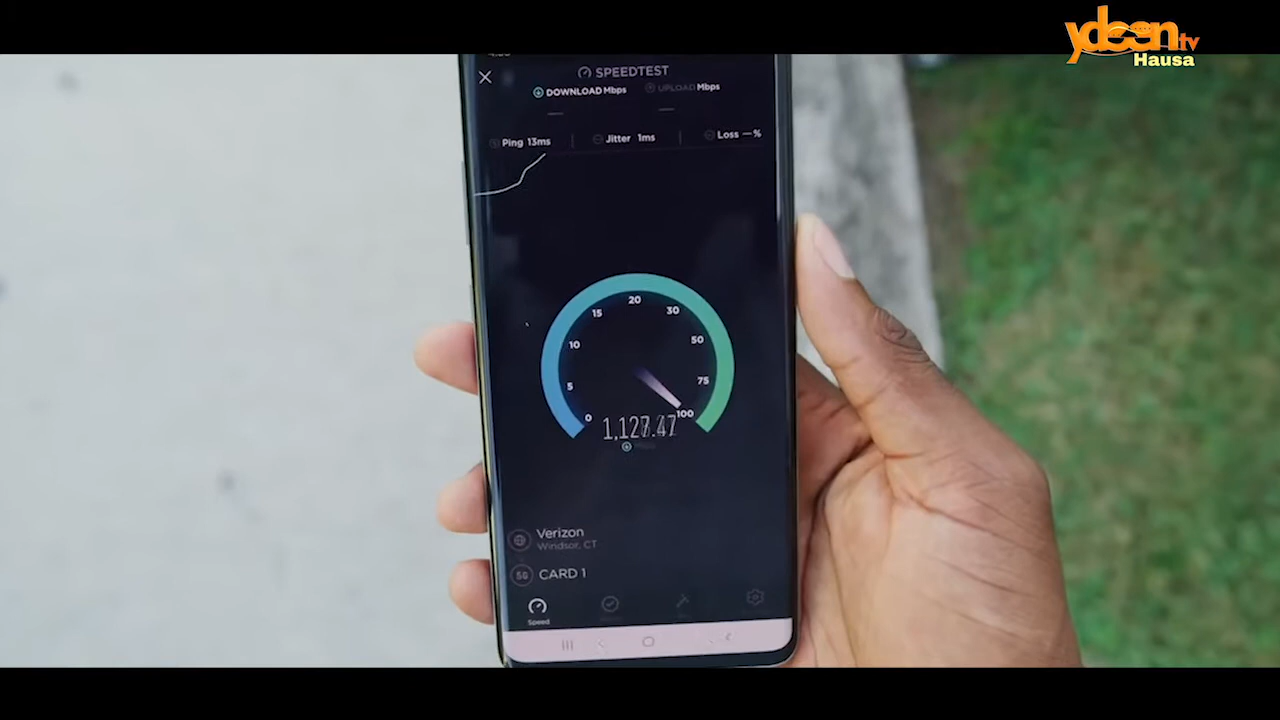 ydeen tv
Hausa
SPEEDTEST
DOWNLOAD Mbps
UPLOAD Mbps
Ping 13ms
Jitter 1ms
Loss —%
20
15
30
10
50
5
75
0
100
1,127.47
Verizon
Windsor, CT
5G
CARD 1
Speed